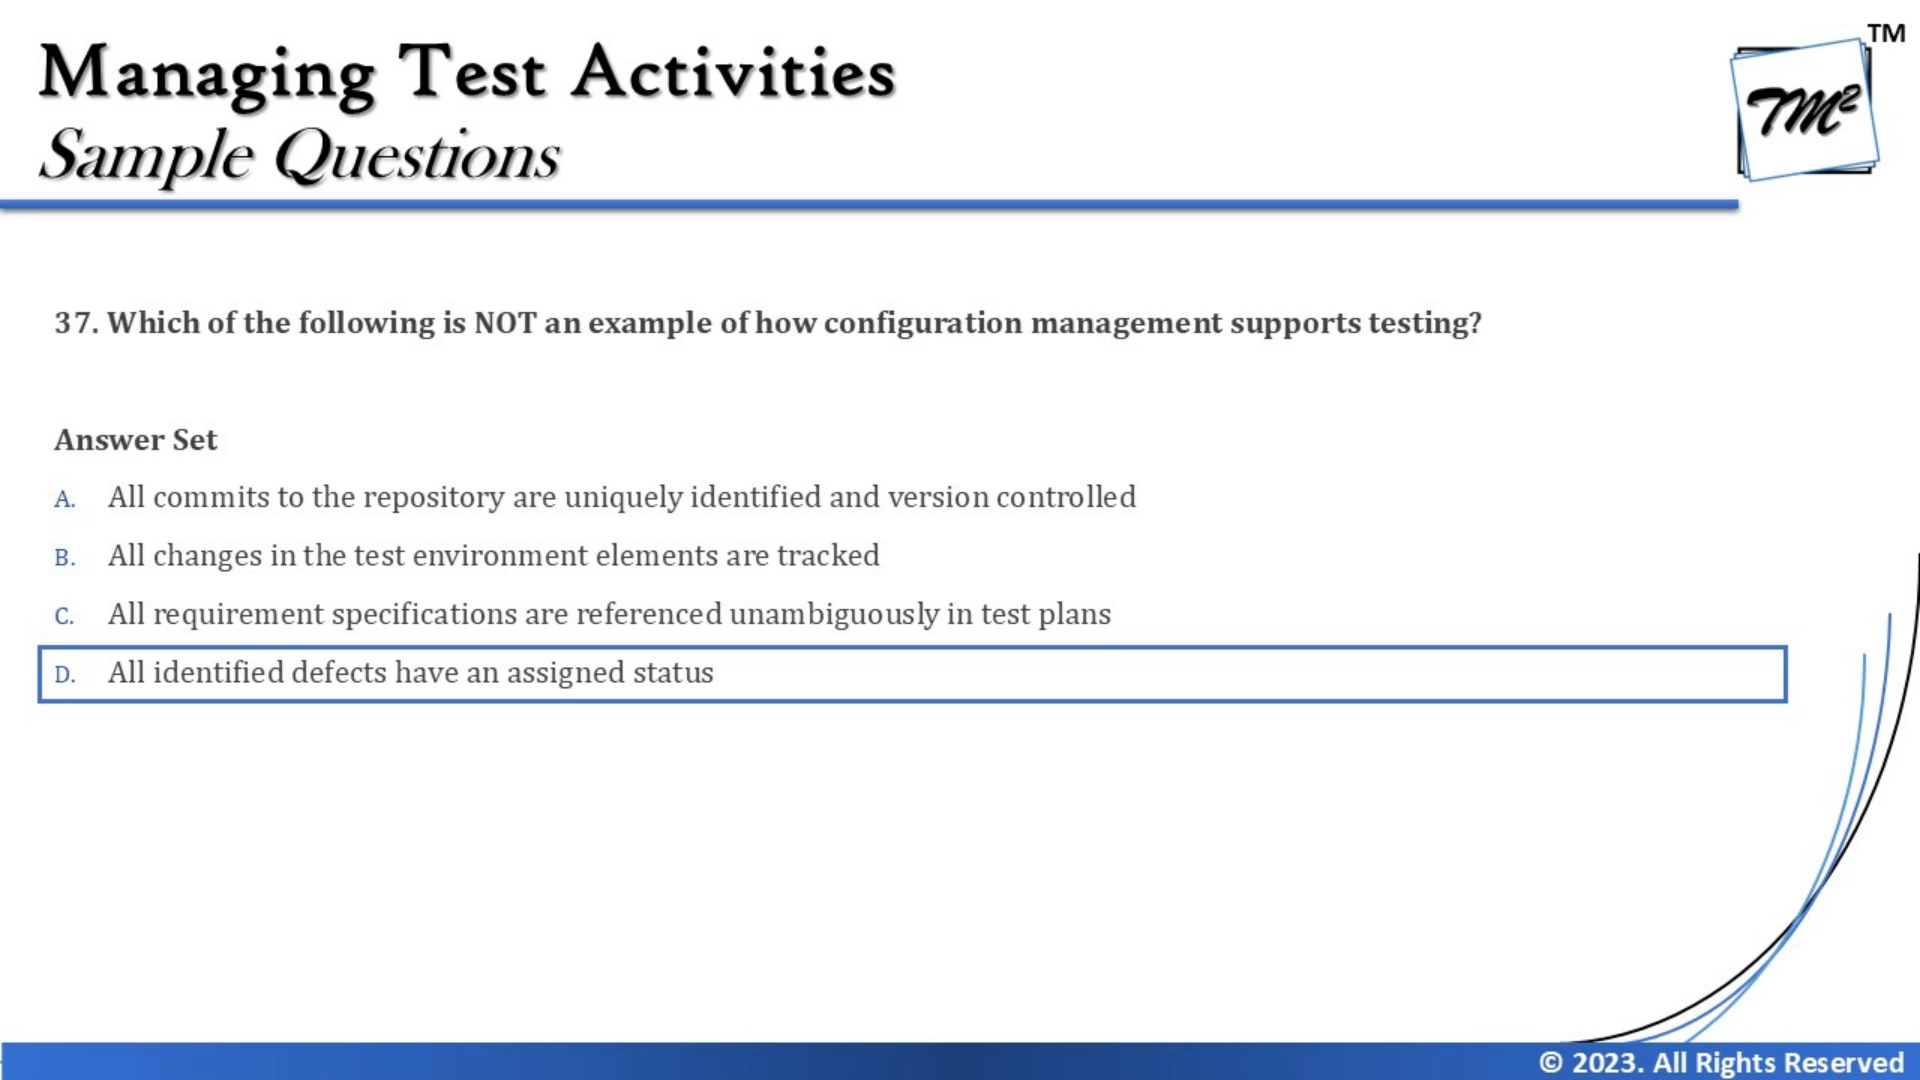 Managing Test Activities
Sample Questions
TM
TM²
37. Which of the following is NOT an example of how configuration management supports testing?
Answer Set
A. All commits to the repository are uniquely identified and version controlled
B. All changes in the test environment elements are tracked
C. All requirement specifications are referenced unambiguously in test plans
D. All identified defects have an assigned status
© 2023. All Rights Reserved